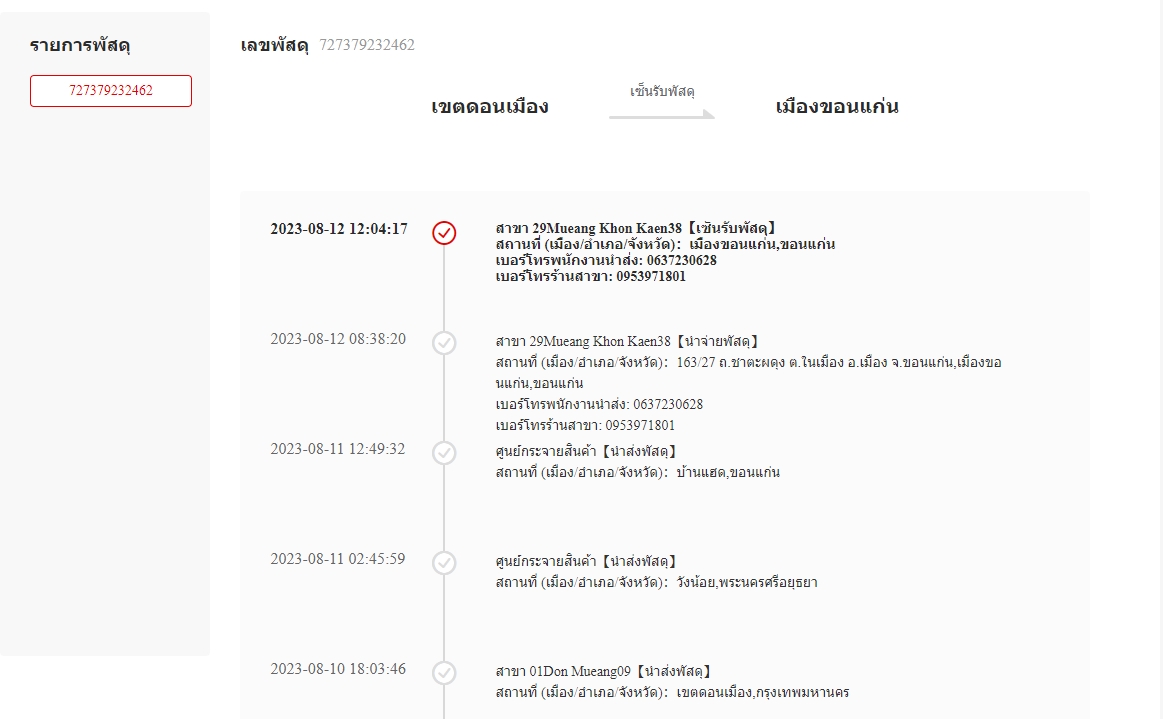 รายการพัสดุ
727379232462
เลขพัสดุ 727379232462
เขตดอนเมือง
เซ็นรับพัสดุ
เมืองขอนแก่น
2023-08-12 12:04:17
สาขา 29Mueang Khon Kaen38【เซ็นรับพัสดุ】
สถานที่ (เมือง/อำเภอ/จังหวัด)： เมืองขอนแก่น,ขอนแก่น
เบอร์โทรพนักงานนำส่ง: 0637230628
เบอร์โทรร้านสาขา: 0953971801
2023-08-12 08:38:20
สาขา 29Mueang Khon Kaen38【นำจ่ายพัสดุ】
สถานที่ (เมือง/อำเภอ/จังหวัด)： 163/27 ถ.ชาตะผดุง ต.ในเมือง อ.เมือง จ.ขอนแก่น,เมืองขอ
นแก่น,ขอนแก่น
เบอร์โทรพนักงานนำส่ง: 0637230628
เบอร์โทรร้านสาขา: 0953971801
2023-08-11 12:49:32
ศูนย์กระจายสินค้า【นำส่งพัสดุ】
สถานที่ (เมือง/อำเภอ/จังหวัด)： บ้านแฮด,ขอนแก่น
2023-08-11 02:45:59
ศูนย์กระจายสินค้า【นำส่งพัสดุ】
สถานที่ (เมือง/อำเภอ/จังหวัด)： วังน้อย,พระนครศรีอยุธยา
2023-08-10 18:03:46
สาขา 01Don Mueang09【นำส่งพัสดุ】
สถานที่ (เมือง/อำเภอ/จังหวัด)： เขตดอนเมือง,กรุงเทพมหานคร